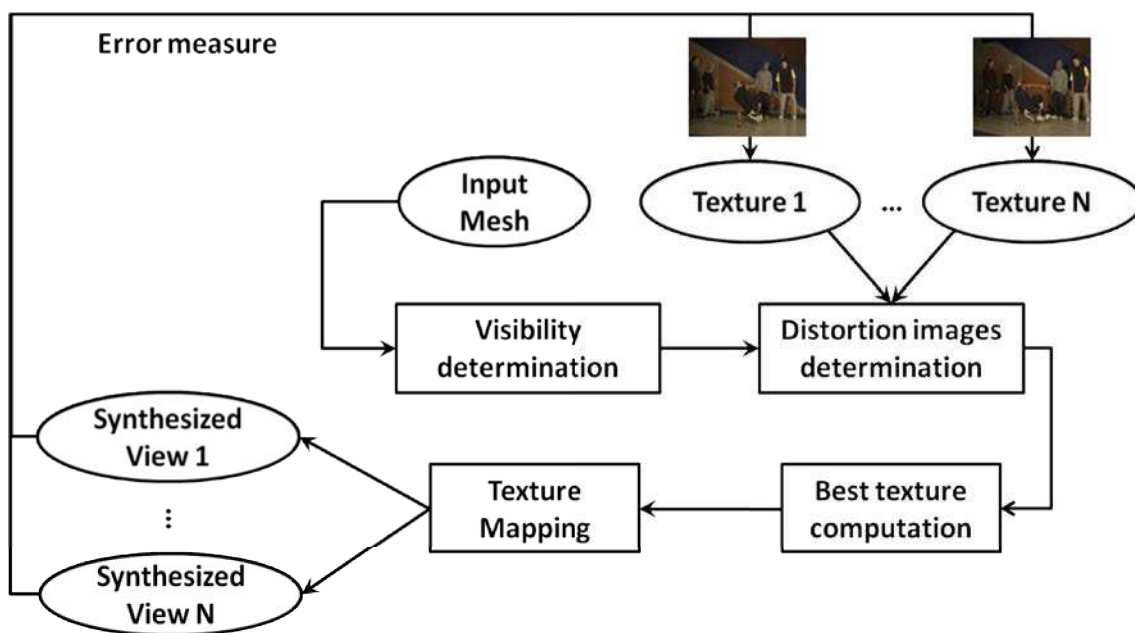 Error measure
Input
Mesh
Texture 1
...
Texture N
Visibility
determination
Distortion images
determination
Synthesized
View 1
...
Synthesized
View N
Texture
Mapping
Best texture
computation